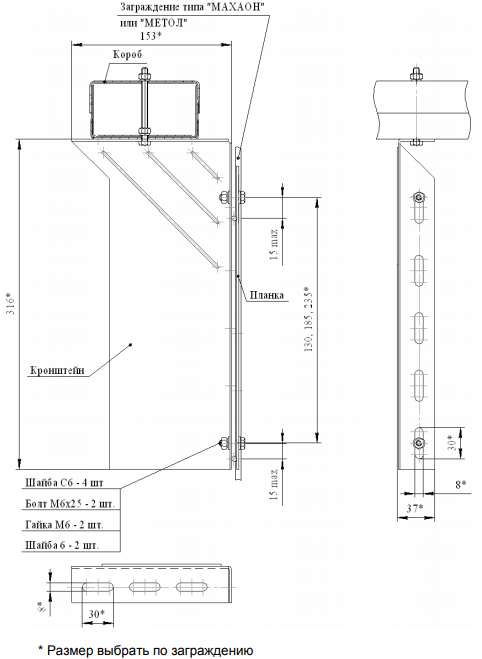 Заграждение типа "МАХАОН"
или "МЕТОЛ"
153*
Короб
15 max
316*
130, 185, 235*
Планка
Кронштейн
15 max
30*
8*
37*
Шайба С6 - 4 шт
Болт М6х25 - 2 шт.
Гайка М6 - 2 шт.
Шайба 6 - 2 шт.
8*
30*
* Размер выбрать по заграждению